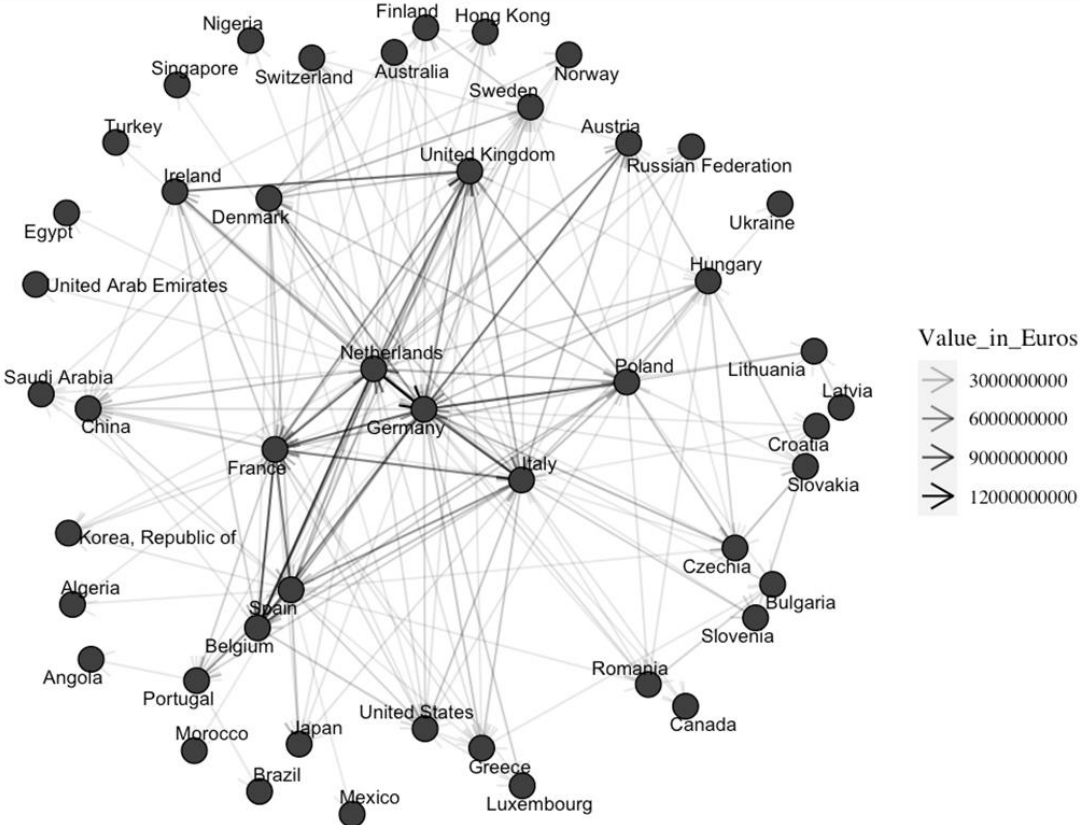 Finland
Hong Kong
Nigeria
Singapore
Switzerland
Australia
Norway
Sweden
Turkey
Austria
United Kingdom
Russian Federation
Ireland
Denmark
Egypt
Ukraine
Hungary
United Arab Emirates
Value_in_Euros
Netherlands
Poland
Lithuania
Saudi Arabia
3000000000
Latvia
China
Germany
6000000000
Croatia
France
Italy
9000000000
Slovakia
12000000000
Korea, Republic of
Czechia
Algeria
Spain
Bulgaria
Belgium
Slovenia
Angola
Romania
Portugal
United States
Canada
Morocco
Japan
Greece
Brazil
Mexico
Luxembourg